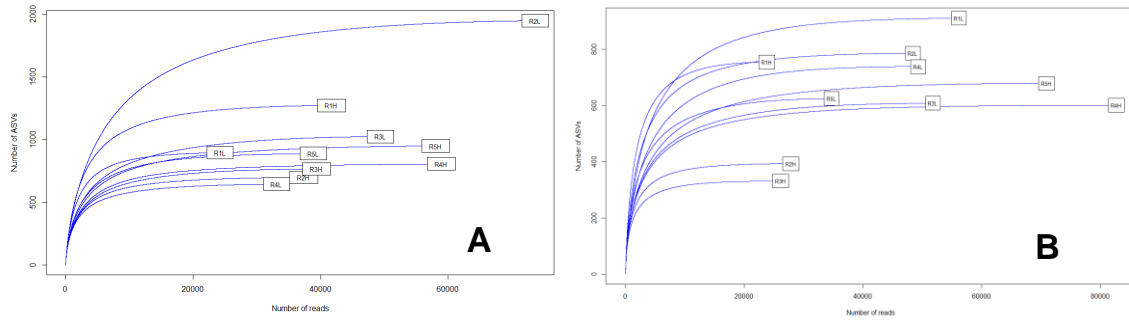 2000
R2L
1500
R1H
1000
R3L
R5H
R1L
R5L
R4H
R3H
R2H
R4L
500
0
Number of ASVs
0 20000 40000 60000
Number of reads
A
R1L
800
R2L
R1H
R4L
R5H
R5L
R3L
600
R4H
400
R2H
R3H
200
0
Number of ASVs
0 20000 40000 60000 80000
Number of reads
B